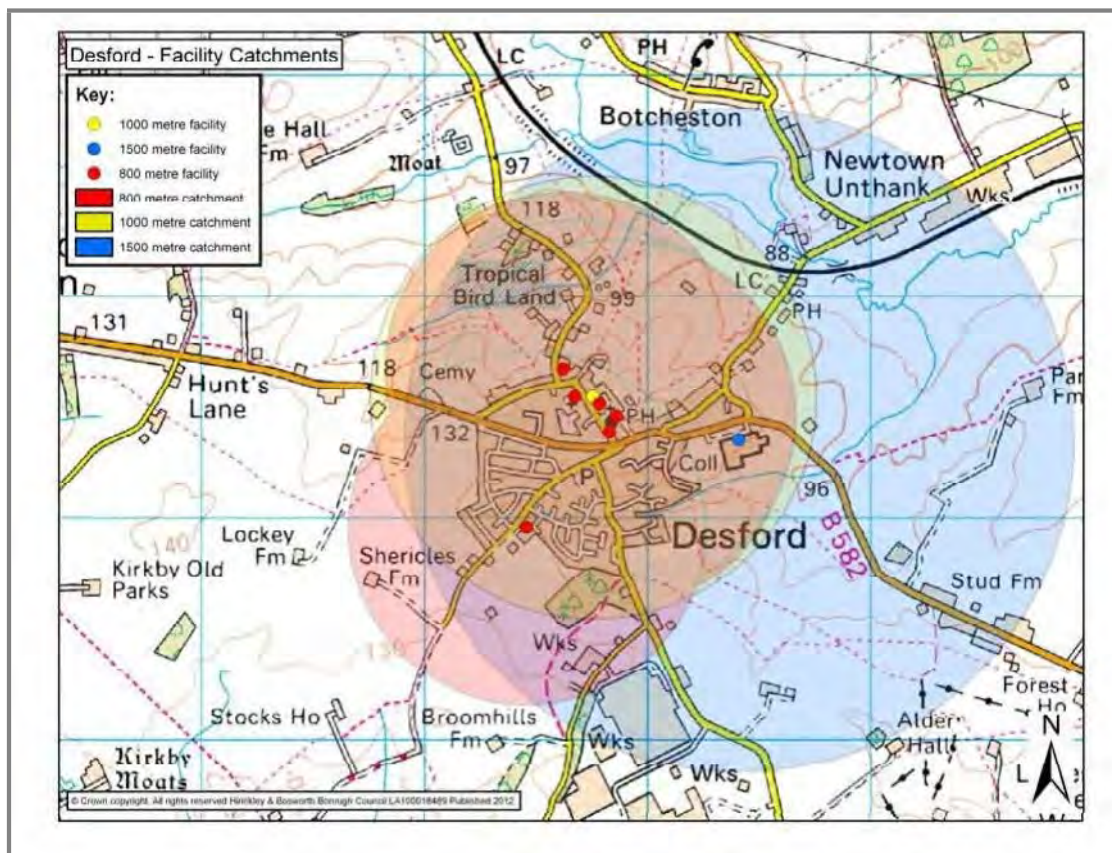 Desford - Facility Catchments
Key:
1000 metre facility
1500 metre facility
800 metre facility
800 metre catchment
1000 metre catchment
1500 metre catchment
LC
PH
Botcheston
Hall
Fm
Moat
97
Newtown
Unthank
Wks
118
88
Tropical
Bird Land
99
LC
PH
131
118
Cemy
Hunt's
Lane
132
PH
Coll
P
96
B582
Fm
Lockey
Fm
140
Desford
Shericles
Fm
Kirkby Old
Parks
Stud Fm
Wks
Stocks Ho
Broomhills
Fm
Wks
Forest
Ho
Alder
Hall
N
Kirkby
Moats
Wks
L
© Crown copyright. All rights reserved Hinckley & Bosworth Borough Council LA100018489 Published 2012